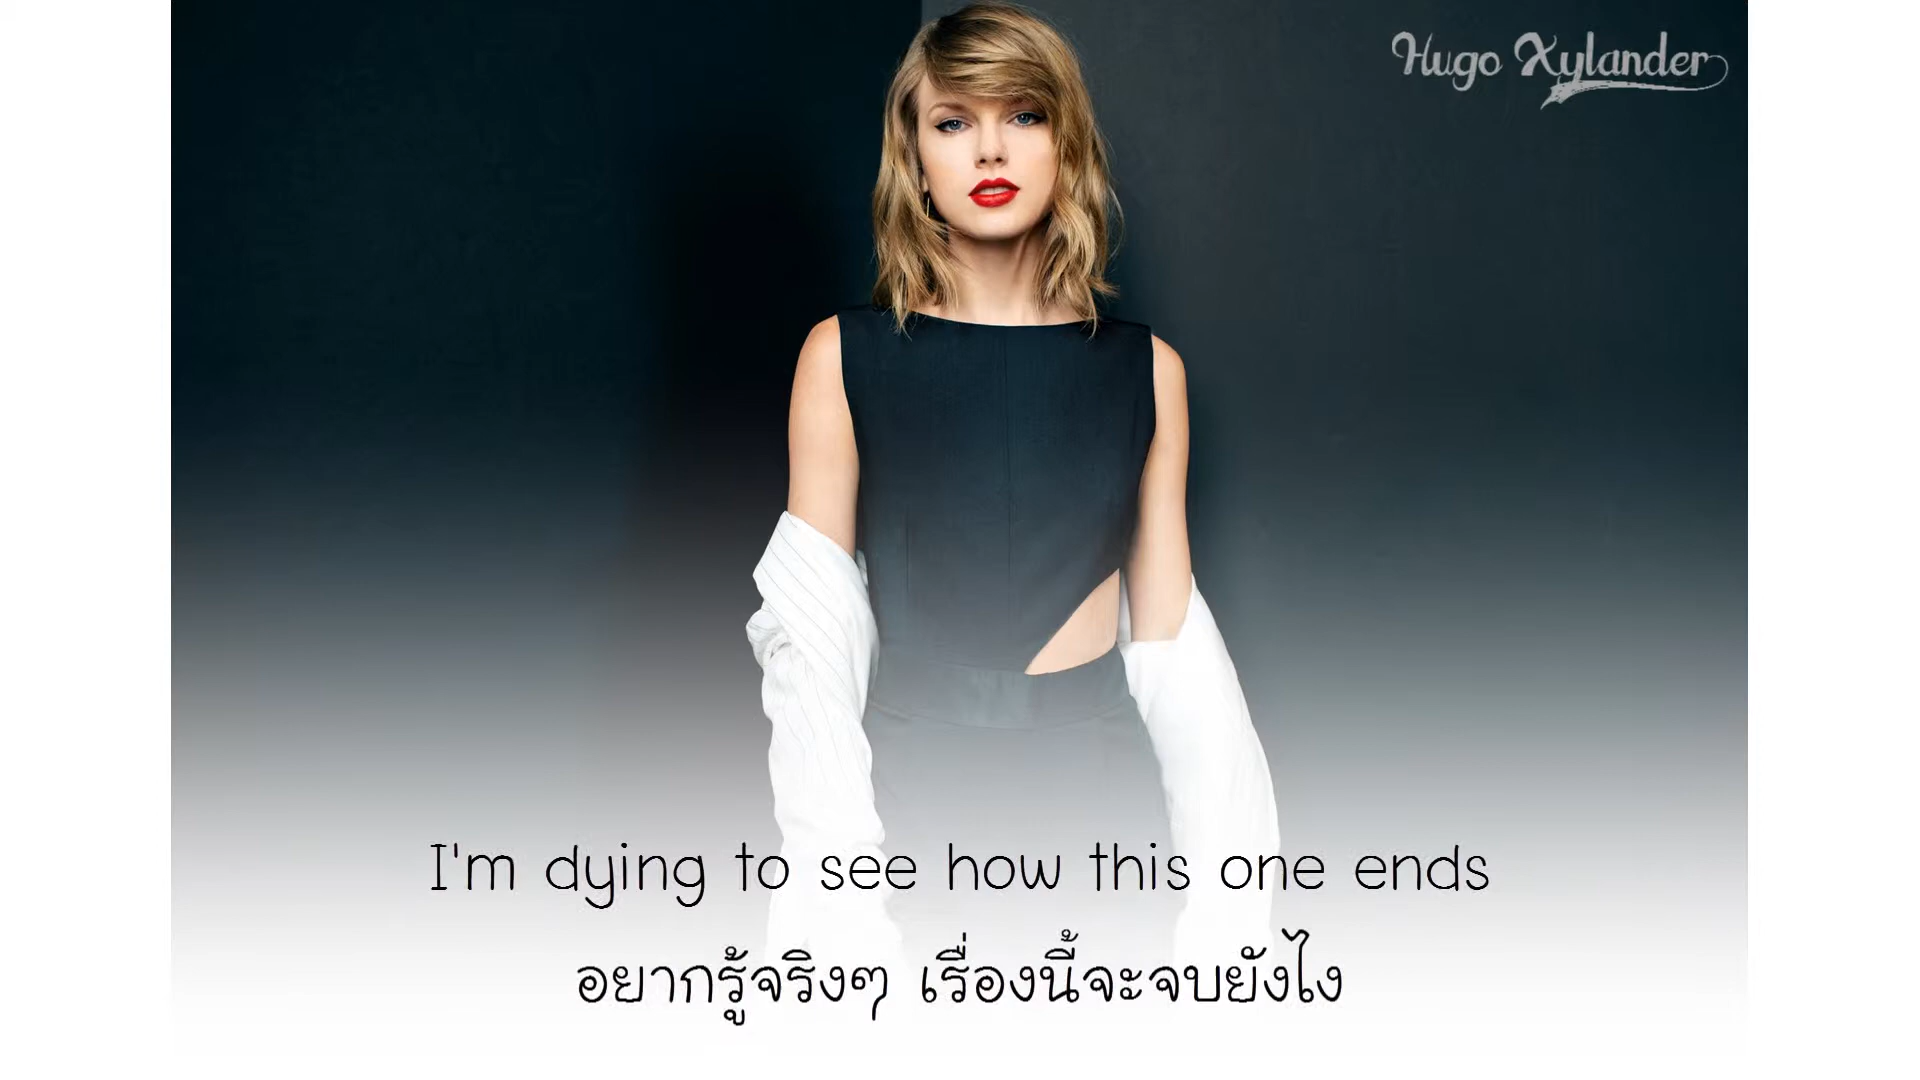 Hugo Xylander
I'm dying to see how this one ends
อยากรู้จริงๆ เรื่องนี้จะจบยังไง